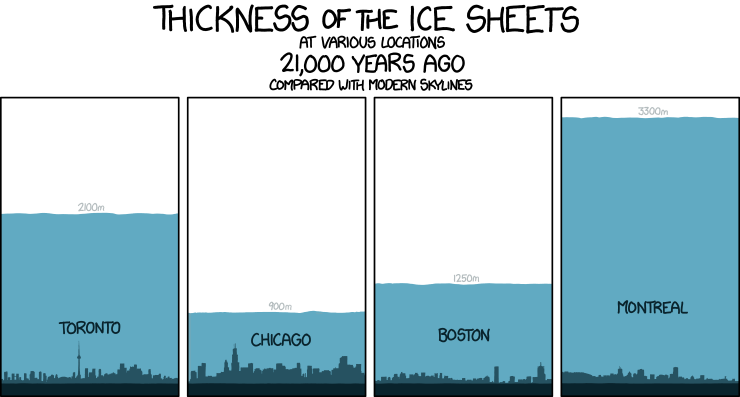 THICKNESS OF THE ICE SHEETS
AT VARIOUS LOCATIONS
21,000 YEARS AGO
COMPARED WITH MODERN SKYLINES
2100m
TORONTO
900m
CHICAGO
1250m
BOSTON
3300m
MONTREAL